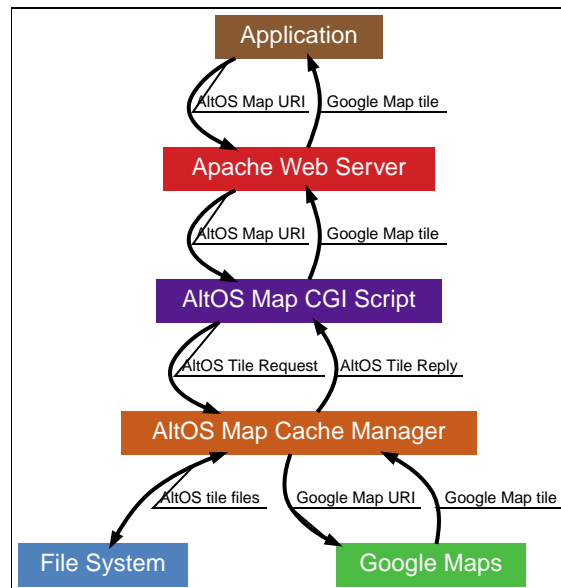 Application
AltOS Map URI
Google Map tile
Apache Web Server
AltOS Map URI
Google Map tile
AltOS Map CGI Script
AltOS Tile Request
AltOS Tile Reply
AltOS Map Cache Manager
AltOS tile files
Google Map URI
Google Map tile
File System
Google Maps